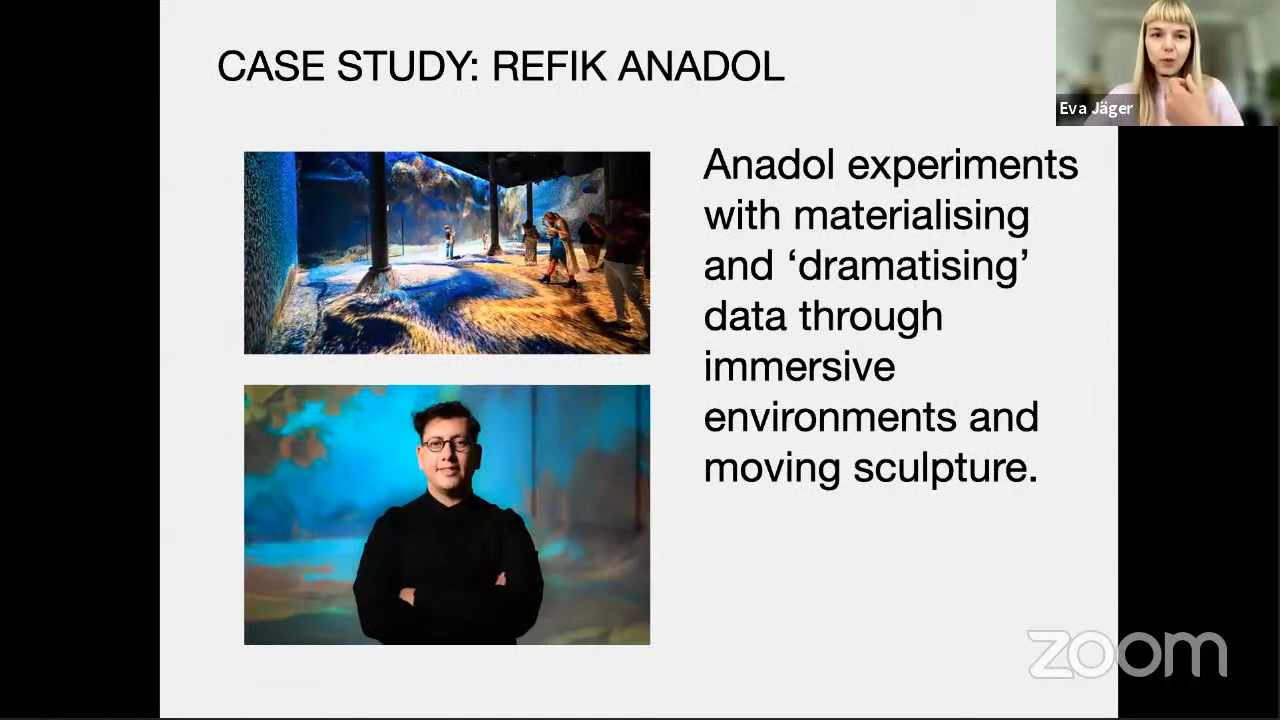 CASE STUDY: REFIK ANADOL
Eva Jäger
Anadol experiments
with materialising
and ‘dramatising’
data through
immersive
environments and
moving sculpture.
zoom